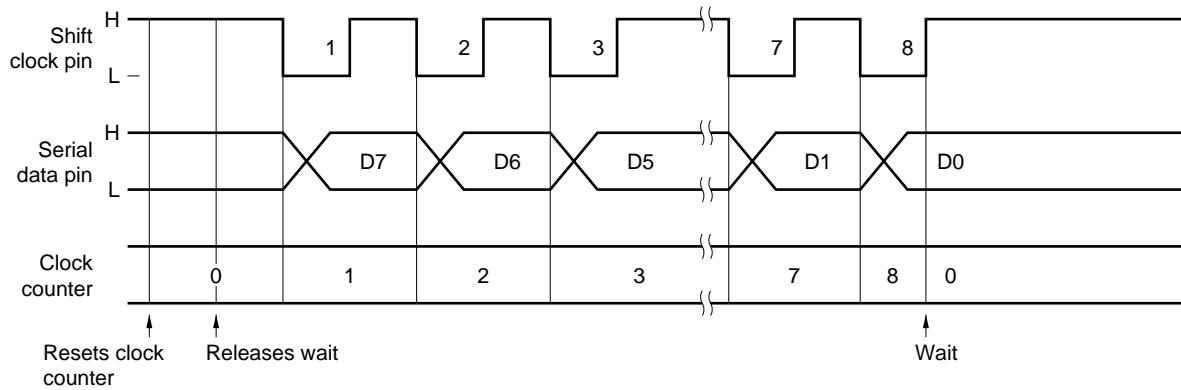 H
Shift
clock pin
L
1 2 3 7 8
H
Serial
data pin
L
D7 D6 D5 D1 D0
Clock
counter
0 1 2 3 7 8 0
Resets clock
counter
Releases wait
Wait